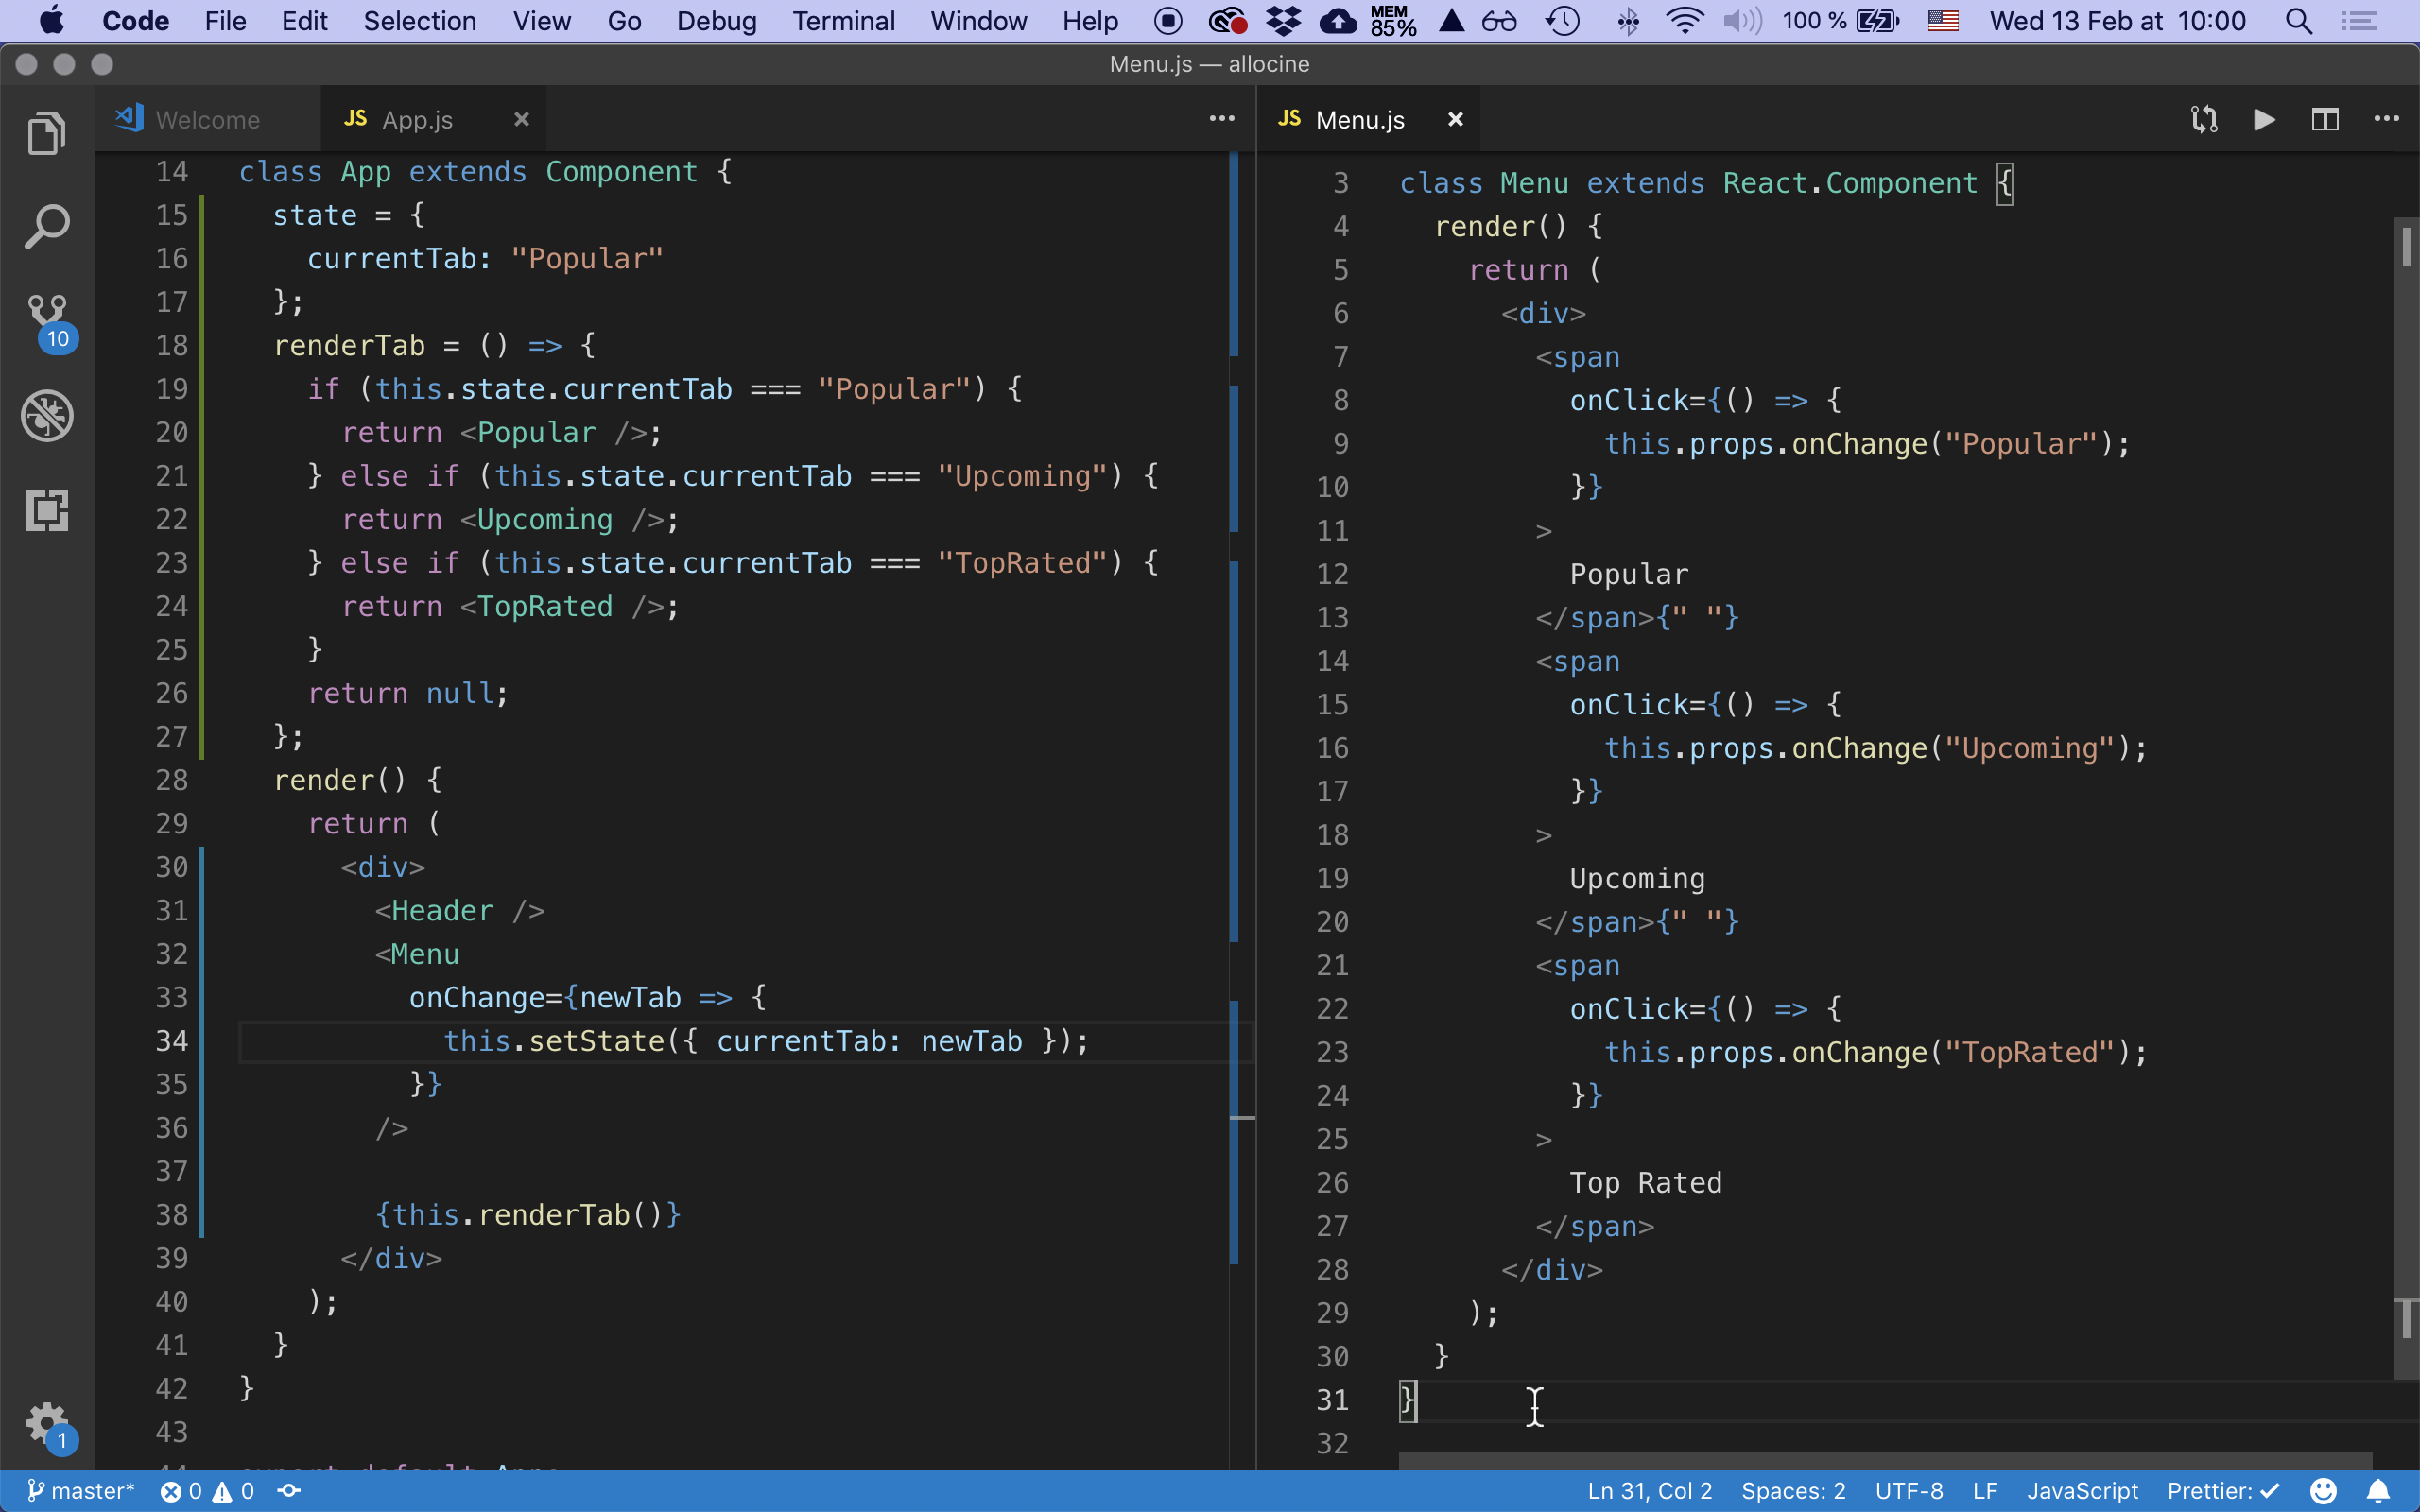 Code File Edit Selection View Go Debug Terminal Window Help MEM 85% 100 % Wed 13 Feb at 10:00
Menu.js — allocine
Welcome JS App.js × ••• 
14 class App extends Component {
15 state = {
16 currentTab: "Popular"
17 };
18 renderTab = () => {
19 if (this.state.currentTab === "Popular") {
20 return <Popular />;
21 } else if (this.state.currentTab === "Upcoming") {
22 return <Upcoming />;
23 } else if (this.state.currentTab === "TopRated") {
24 return <TopRated />;
25 }
26 return null;
27 };
28 render() {
29 return (
30 <div>
31 <Header />
32 <Menu
33 onChange={newTab => {
34 this.setState({ currentTab: newTab });
35 }}
36 />
37
38 {this.renderTab()}
39 </div>
40 );
41 }
42 }
43
JS Menu.js ×
3 class Menu extends React.Component {
4 render() {
5 return (
6 <div>
7 <span
8 onClick={() => {
9 this.props.onChange("Popular");
10 }}
11 >
12 Popular
13 </span>{" "}
14 <span
15 onClick={() => {
16 this.props.onChange("Upcoming");
17 }}
18 >
19 Upcoming
20 </span>{" "}
21 <span
22 onClick={() => {
23 this.props.onChange("TopRated");
24 }}
25 >
26 Top Rated
27 </span>
28 </div>
29 );
30 }
31 }
32
10
1
master* 0 0 Ln 31, Col 2 Spaces: 2 UTF-8 LF JavaScript Prettier: ✓